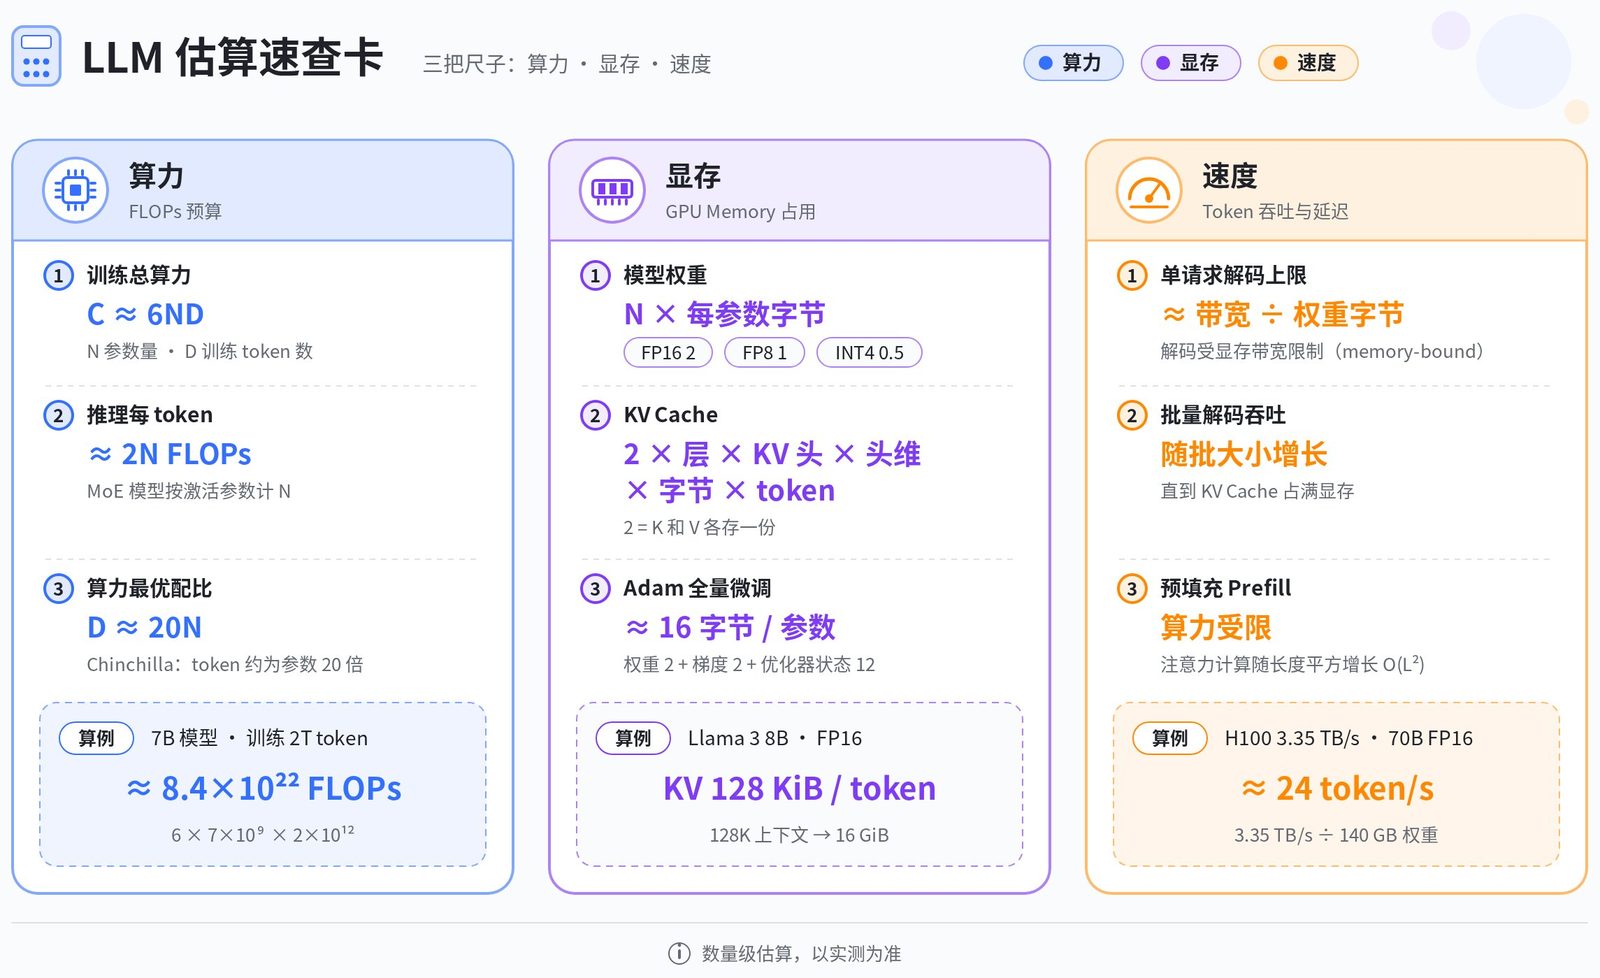 LLM 估算速查卡
三把尺子：算力 · 显存 · 速度
算力
显存
速度
算力
FLOPs 预算
1 训练总算力
C ≈ 6ND
N 参数量 · D 训练 token 数
2 推理每 token
≈ 2N FLOPs
MoE 模型按激活参数计 N
3 算力最优配比
D ≈ 20N
Chinchilla：token 约为参数 20 倍
算例 7B 模型 · 训练 2T token
≈ 8.4×10²² FLOPs
6 × 7×10⁹ × 2×10¹²
显存
GPU Memory 占用
1 模型权重
N × 每参数字节
FP16 2
FP8 1
INT4 0.5
2 KV Cache
2 × 层 × KV 头 × 头维
× 字节 × token
2 = K 和 V 各存一份
3 Adam 全量微调
≈ 16 字节 / 参数
权重 2 + 梯度 2 + 优化器状态 12
算例 Llama 3 8B · FP16
KV 128 KiB / token
128K 上下文 → 16 GiB
速度
Token 吞吐与延迟
1 单请求解码上限
≈ 带宽 ÷ 权重字节
解码受显存带宽限制（memory-bound）
2 批量解码吞吐
随批大小增长
直到 KV Cache 占满显存
3 预填充 Prefill
算力受限
注意力计算随长度平方增长 O(L²)
算例 H100 3.35 TB/s · 70B FP16
≈ 24 token/s
3.35 TB/s ÷ 140 GB 权重
数量级估算，以实测为准